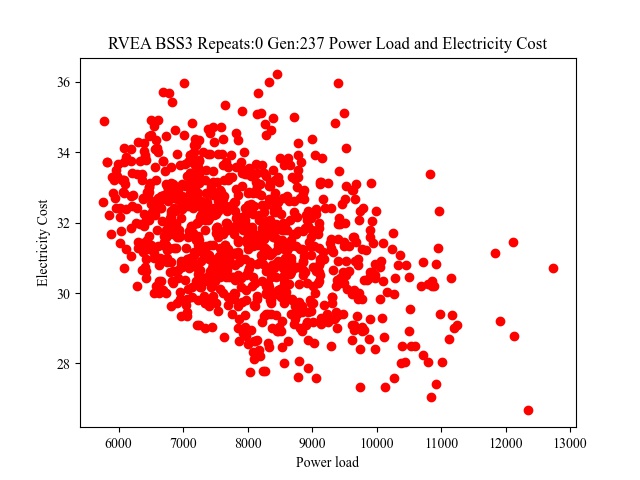 RVEA BSS3 Repeats:0 Gen:237 Power Load and Electricity Cost
36
34
32
30
28
Electricity Cost
6000 7000 8000 9000 10000 11000 12000 13000
Power load